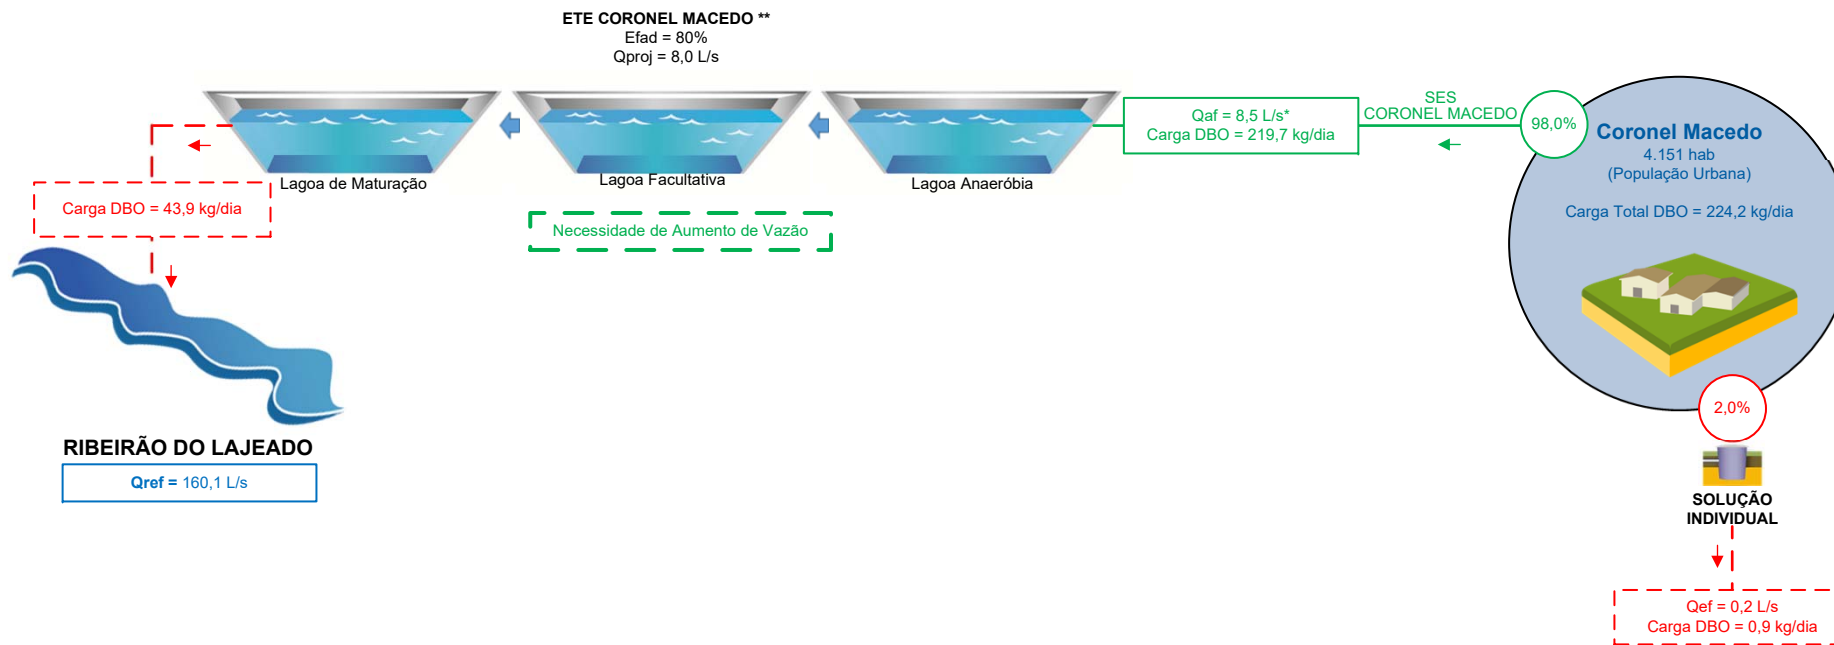 ETE CORONEL MACEDO **
Efad = 80%
Qproj = 8,0 L/s
Qaf = 8,5 L/s*
Carga DBO = 219,7 kg/dia
SES
CORONEL MACEDO
98,0%
Coronel Macedo
4.151 hab
(População Urbana)
Carga Total DBO = 224,2 kg/dia
Lagoa de Maturação
Lagoa Facultativa
Lagoa Anaeróbia
Carga DBO = 43,9 kg/dia
Necessidade de Aumento de Vazão
RIBEIRÃO DO LAJEADO
Qref = 160,1 L/s
2,0%
SOLUÇÃO
INDIVIDUAL
Qef = 0,2 L/s
Carga DBO = 0,9 kg/dia